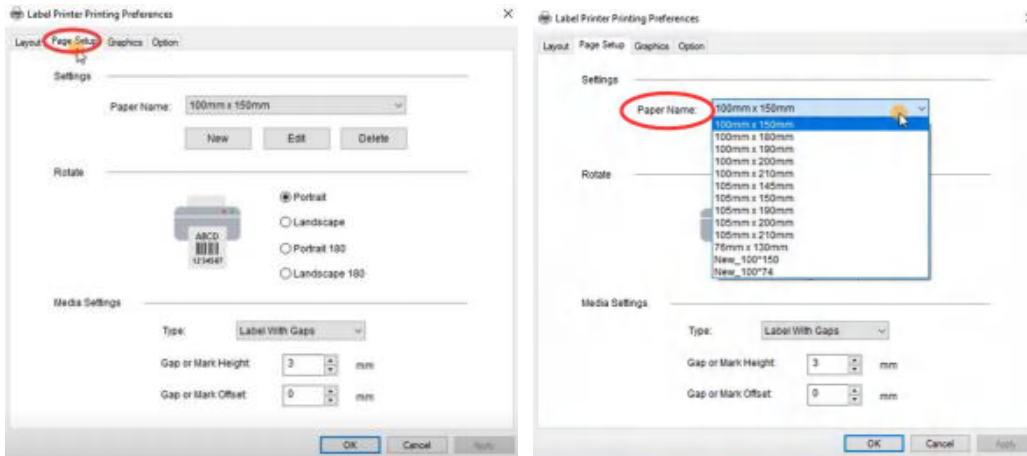 Label Printer Printing Preferences
Layout Page Setup Graphics Option
Settings
Paper Name: 100mm x 150mm
New Edit Delete
Rotate
ABCD
1234567
Portrait
Landscape
Portrait 180
Landscape 180
Media Settings
Type: Label With Gaps
Gap or Mark Height: 3 mm
Gap or Mark Offset: 0 mm
OK Cancel Apply
Label Printer Printing Preferences
Layout Page Setup Graphics Option
Settings
Paper Name: 100mm x 150mm
100mm x 150mm
100mm x 180mm
100mm x 190mm
100mm x 200mm
100mm x 210mm
105mm x 145mm
105mm x 150mm
105mm x 190mm
105mm x 200mm
105mm x 210mm
76mm x 130mm
New_100*150
New_100*74
Rotate
Media Settings
Type: Label With Gaps
Gap or Mark Height: 3 mm
Gap or Mark Offset: 0 mm
OK Cancel Apply